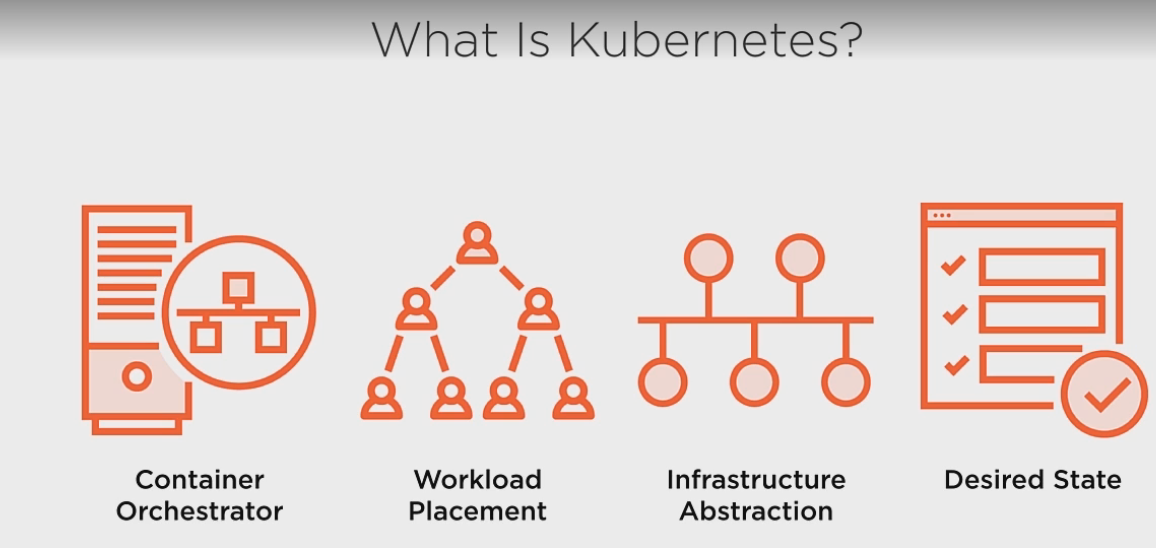 What Is Kubernetes?
Container
Orchestrator
Workload
Placement
Infrastructure
Abstraction
Desired State